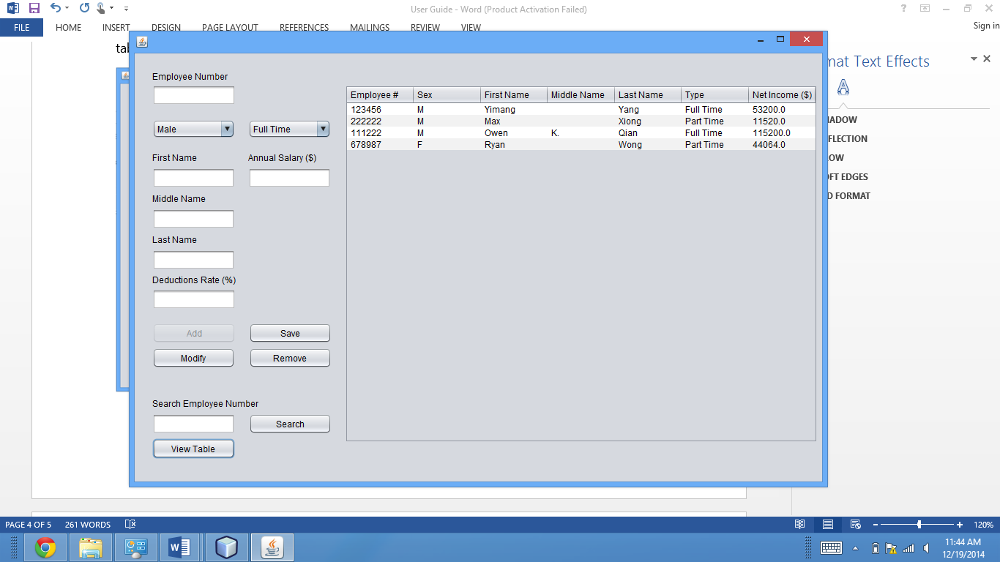 User Guide - Word (Product Activation Failed)
?
FILE HOME INSERT DESIGN PAGE LAYOUT REFERENCES MAILINGS REVIEW VIEW
Sign in
Employee Number
Male
Full Time
First Name
Annual Salary ($)
Middle Name
Last Name
Deductions Rate (%)
Add
Save
Modify
Remove
Search Employee Number
Search
View Table
Employee # Sex First Name Middle Name Last Name Type Net Income ($)
123456 M Yimang Yang Full Time 53200.0
222222 M Max Xiong Part Time 11520.0
111222 M Owen K. Qian Full Time 115200.0
678987 F Ryan Wong Part Time 44064.0
mat Text Effects
A
ADOW
FLECTION
OW
FT EDGES
D FORMAT
PAGE 4 OF 5 261 WORDS
120%
11:44 AM
12/19/2014